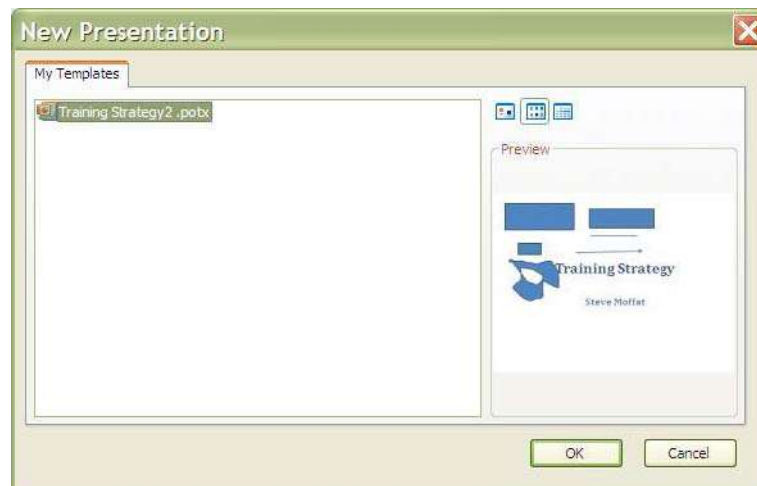 New Presentation
My Templates
Training Strategy2 .potx
Preview
Training Strategy
Steve Moffat
OK
Cancel